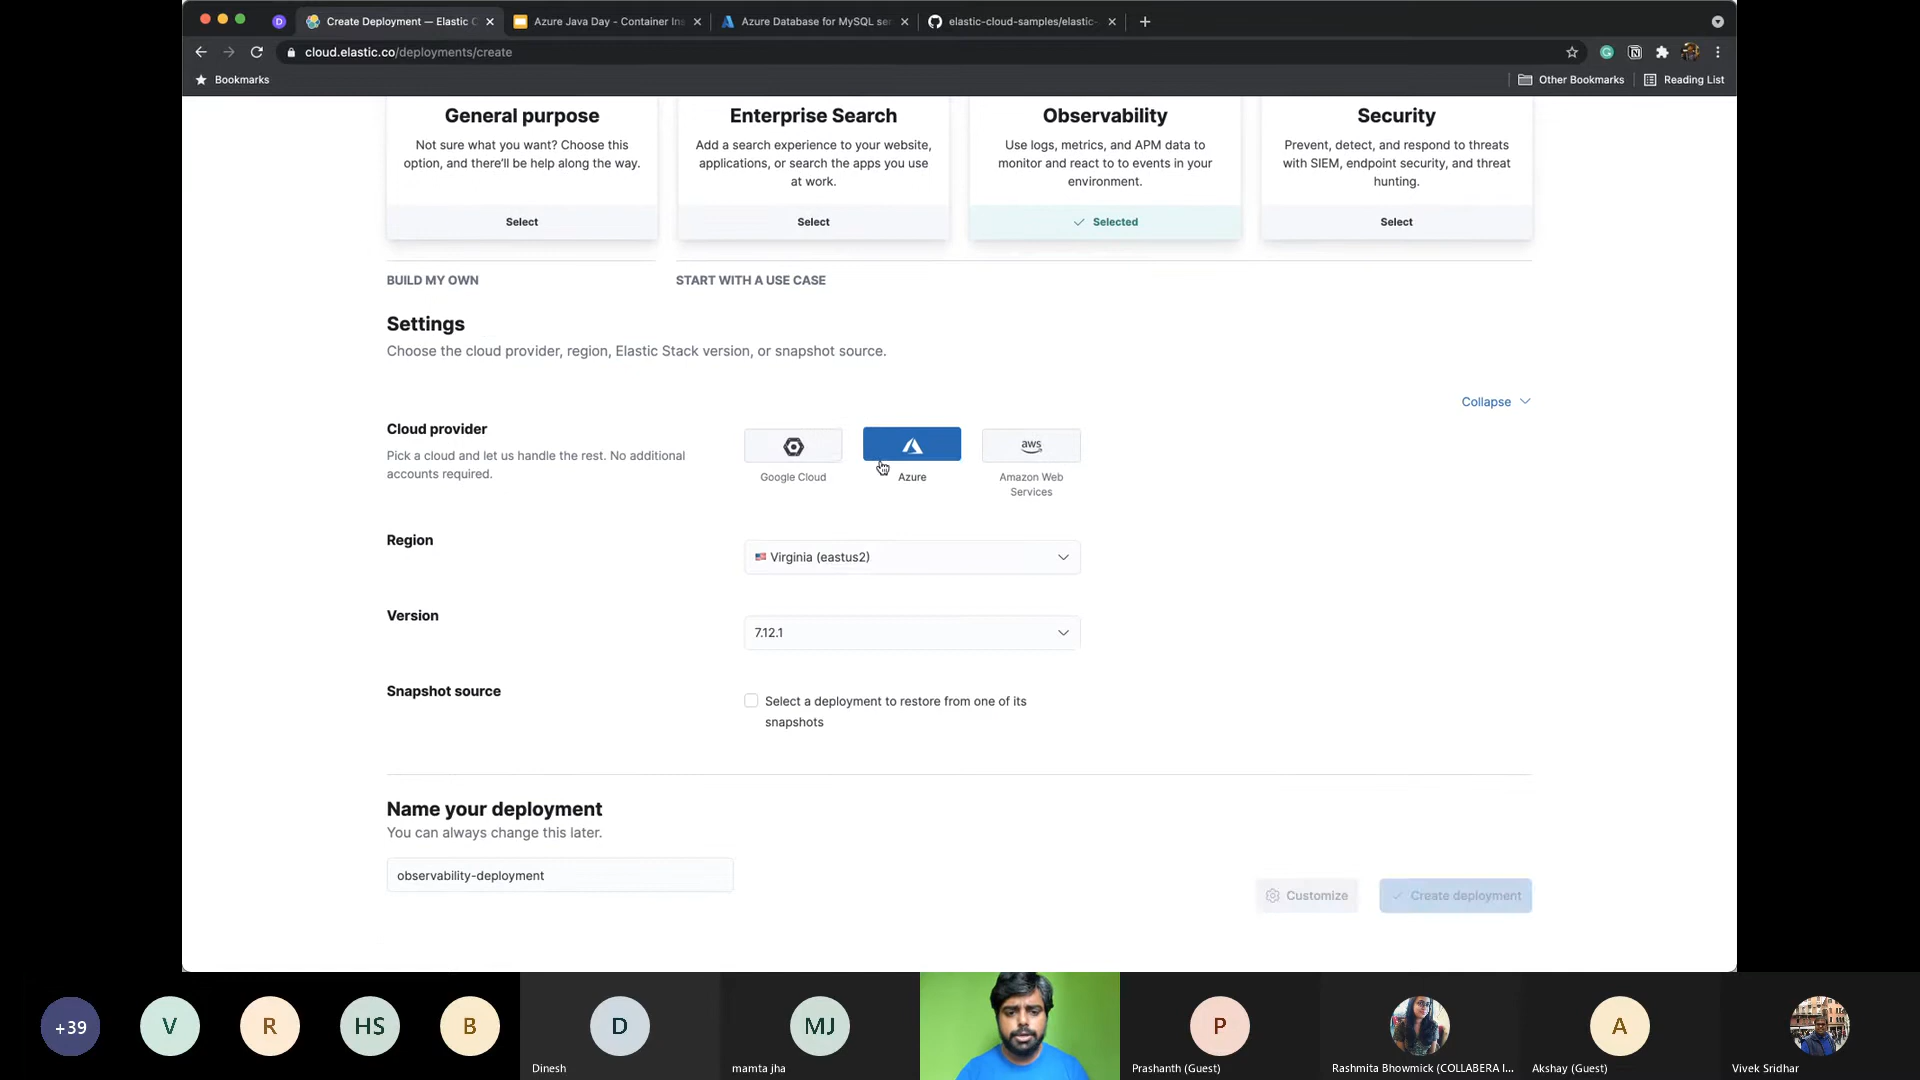 D
Create Deployment — Elastic C
Azure Java Day - Container Ins
Azure Database for MySQL ser
elastic-cloud-samples/elastic-
cloud.elastic.co/deployments/create
Bookmarks
Other Bookmarks
Reading List
General purpose
Not sure what you want? Choose this
option, and there'll be help along the way.
Select
Enterprise Search
Add a search experience to your website,
applications, or search the apps you use
at work.
Select
Observability
Use logs, metrics, and APM data to
monitor and react to to events in your
environment.
Selected
Security
Prevent, detect, and respond to threats
with SIEM, endpoint security, and threat
hunting.
Select
BUILD MY OWN
START WITH A USE CASE
Settings
Choose the cloud provider, region, Elastic Stack version, or snapshot source.
Collapse
Cloud provider
Pick a cloud and let us handle the rest. No additional
accounts required.
Google Cloud
Azure
aws
Amazon Web
Services
Region
Virginia (eastus2)
Version
7.12.1
Snapshot source
Select a deployment to restore from one of its
snapshots
Name your deployment
You can always change this later.
observability-deployment
Customize
Create deployment
+39
V
R
HS
B
D
Dinesh
MJ
mamta jha
P
Prashanth (Guest)
Rashmita Bhowmick (COLLABERA I...
A
Akshay (Guest)
Vivek Sridhar